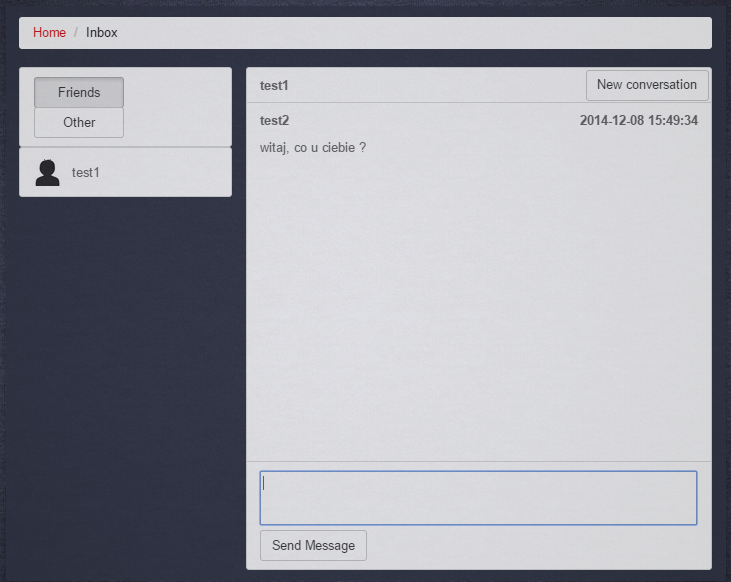 Home / Inbox
Friends
Other
test1
test1
New conversation
test2 2014-12-08 15:49:34
witaj, co u ciebie ?
Send Message